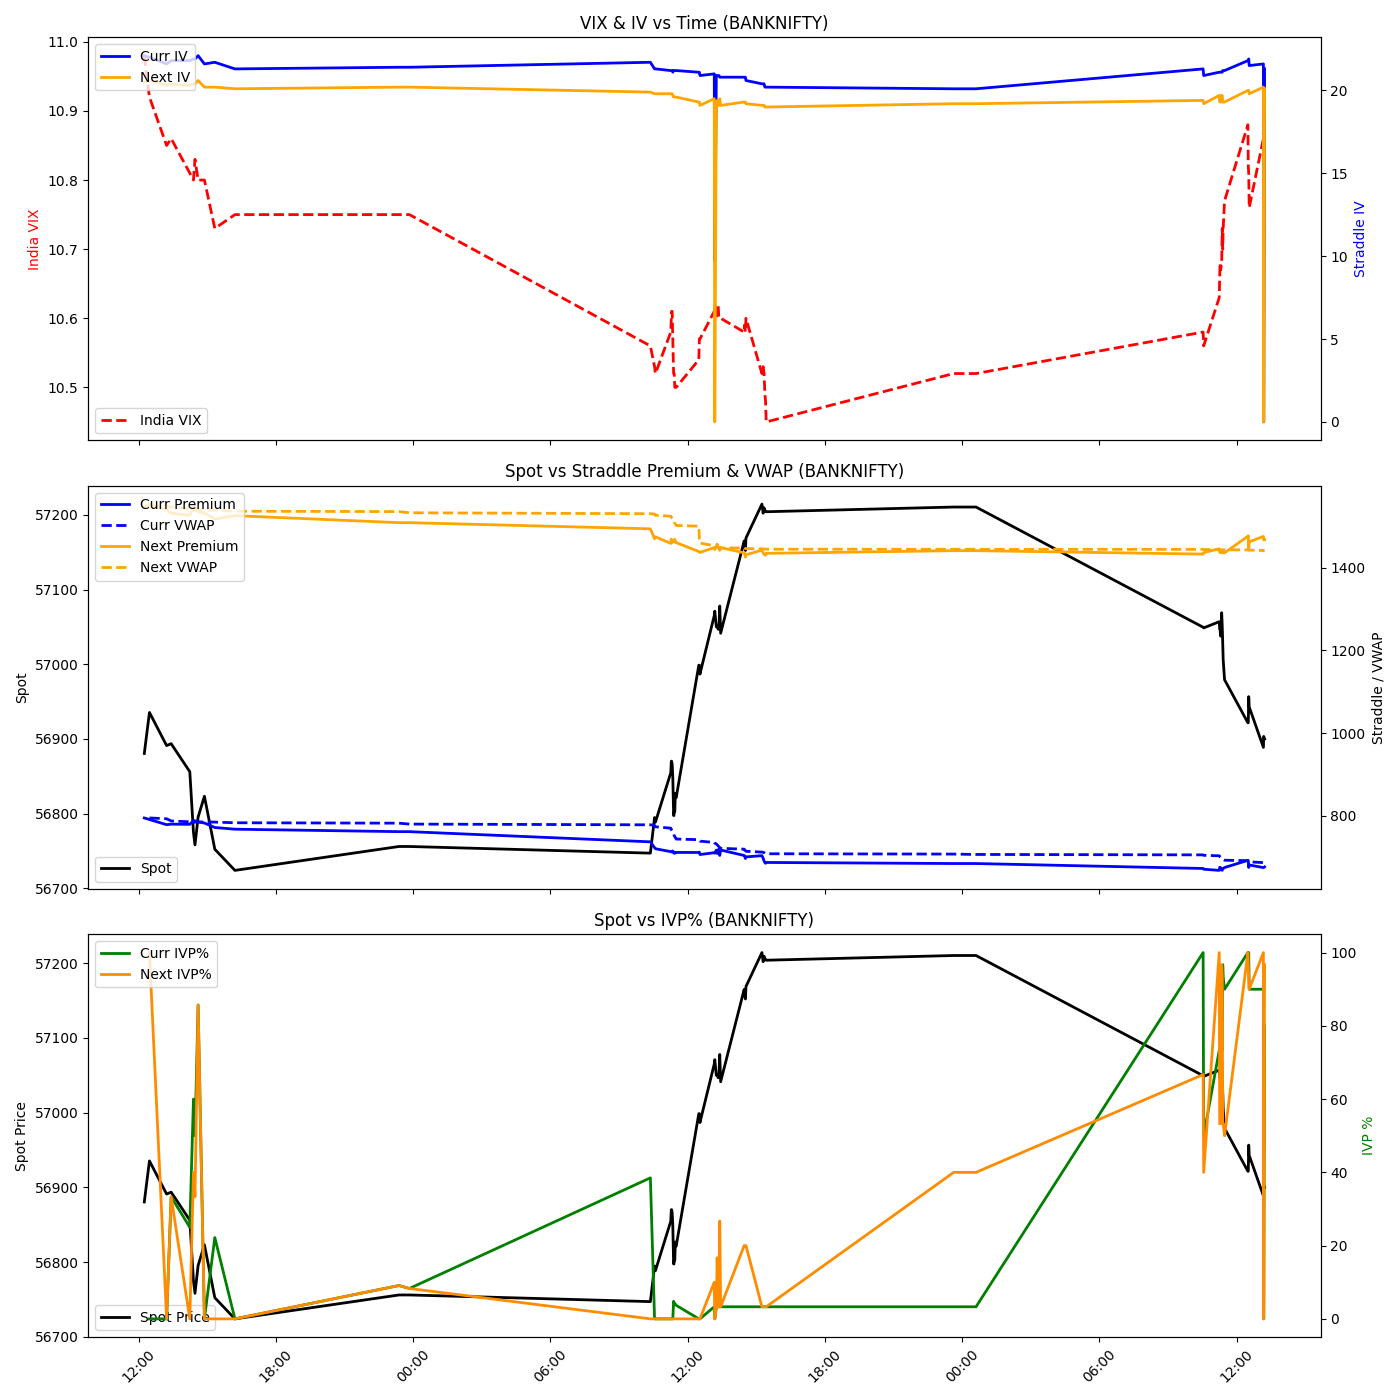 VIX & IV vs Time (BANKNIFTY)
11.0
10.9
10.8
10.7
10.6
10.5
India VIX
Curr IV
Next IV
India VIX
20
15
10
5
0
Straddle IV
Spot vs Straddle Premium & VWAP (BANKNIFTY)
57200
57100
57000
56900
56800
56700
Spot
Curr Premium
Curr VWAP
Next Premium
Next VWAP
Spot
1400
1200
1000
800
Straddle / VWAP
Spot vs IVP% (BANKNIFTY)
57200
57100
57000
56900
56800
56700
Spot Price
Curr IVP%
Next IVP%
Spot Price
100
80
60
40
20
0
IVP %
12:00
18:00
00:00
06:00
12:00
18:00
00:00
06:00
12:00